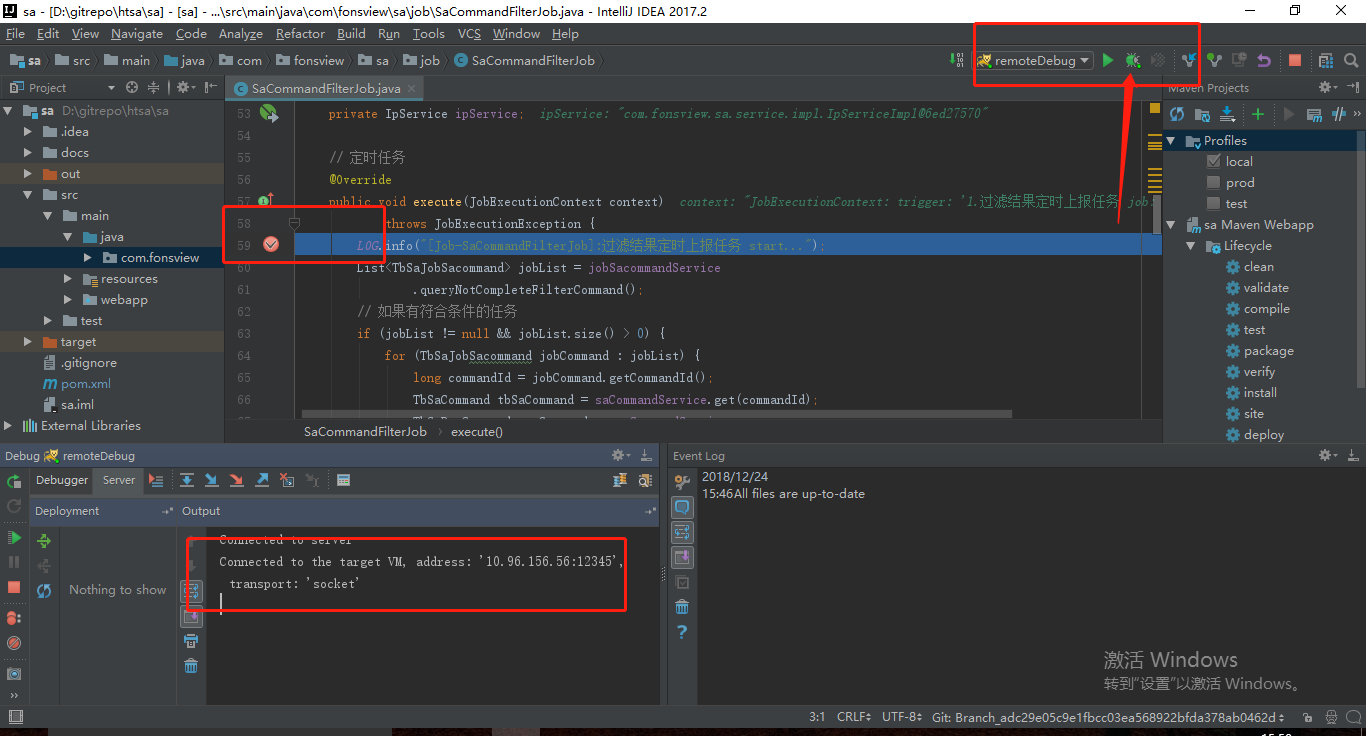 sa - [D:\gitrepo\htsa\sa] - [sa] - ...\src\main\java\com\fonsview\sa\job\SaCommandFilterJob.java - IntelliJ IDEA 2017.2
File Edit View Navigate Code Analyze Refactor Build Run Tools VCS Window Help
sa src main java com fonsview sa job SaCommandFilterJob
remoteDebug
Project
SaCommandFilterJob.java
Maven Projects
sa D:\gitrepo\htsa\sa
.idea
docs
out
src
main
java
com.fonsview
resources
webapp
test
target
.gitignore
pom.xml
sa.iml
External Libraries
53 private IpService ipService; ipService: "com.fonsview.sa.service.impl.IpServiceImpl@6ed27570"
54
55 // 定时任务
56 @Override
57 public void execute(JobExecutionContext context) context: "JobExecutionContext: trigger: '1.过滤结果定时上报任务 job:
58 throws JobExecutionException {
59 LOG.info("[Job-SaCommandFilterJob]:过滤结果定时上报任务 start...");
60 List<TbSaJobSacommand> jobList = jobSacommandService
61 .queryNotCompleteFilterCommand();
62 // 如果有符合条件的任务
63 if (jobList != null && jobList.size() > 0) {
64 for (TbSaJobSacommand jobCommand : jobList) {
65 long commandId = jobCommand.getCommandId();
66 TbSaCommand tbSaCommand = saCommandService.get(commandId);
SaCommandFilterJob execute()
Profiles
local
prod
test
sa Maven Webapp
Lifecycle
clean
validate
compile
test
package
verify
install
site
deploy
Debug remoteDebug
Debugger Server
Deployment
Output
Nothing to show
Connected to server
Connected to the target VM, address: '10.96.156.56:12345',
transport: 'socket'
Event Log
2018/12/24
15:46All files are up-to-date
激活 Windows
转到"设置"以激活 Windows。
3:1 CRLF UTF-8 Git: Branch_adc29e05c9e1fbcc03ea568922bfda378ab0462d